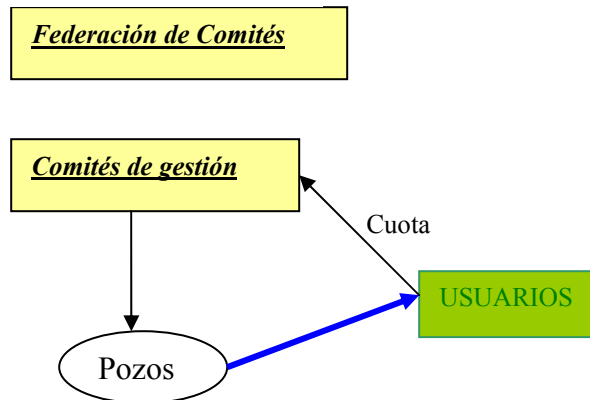 Federación de Comités
Comités de gestión
Cuota
USUARIOS
Pozos